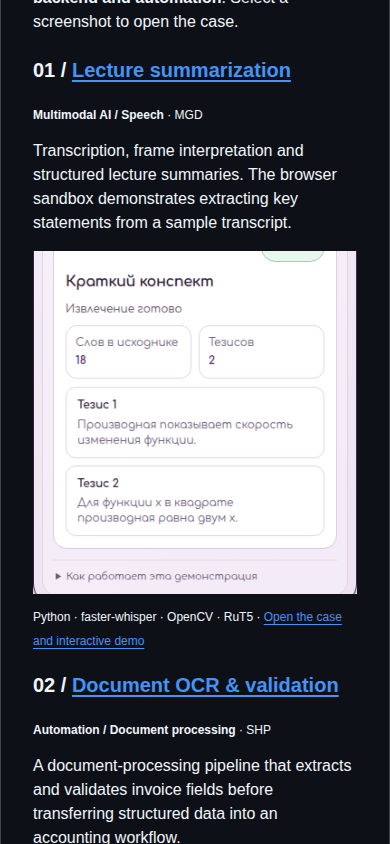 backend and automation. Select a
screenshot to open the case.
01 / Lecture summarization
Multimodal AI / Speech · MGD
Transcription, frame interpretation and
structured lecture summaries. The browser
sandbox demonstrates extracting key
statements from a sample transcript.
Краткий конспект
Извлечение готово
Слов в исходнике
18
Тезисов
2
Тезис 1
Производная показывает скорость
изменения функции.
Тезис 2
Для функции x в квадрате
производная равна двум x.
▶ Как работает эта демонстрация
Python · faster-whisper · OpenCV · RuT5 · Open the case
and interactive demo
02 / Document OCR & validation
Automation / Document processing · SHP
A document-processing pipeline that extracts
and validates invoice fields before
transferring structured data into an
accounting workflow.